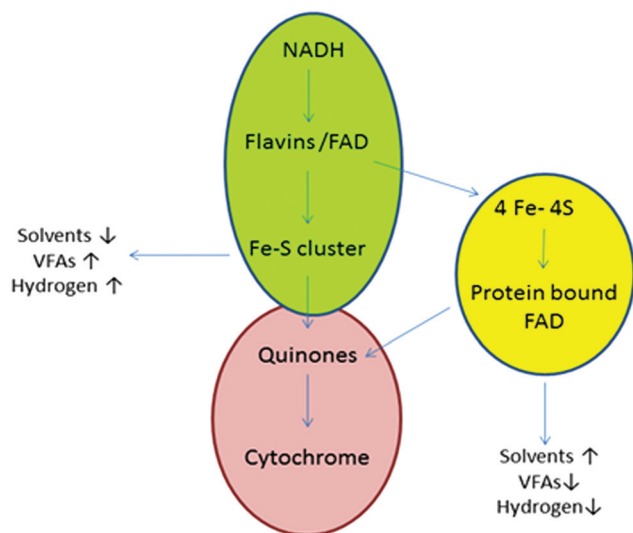 NADH
Flavins /FAD
Fe-S cluster
Quinones
Cytochrome
4 Fe- 4S
Protein bound
FAD
Solvents ↓
VFAs ↑
Hydrogen ↑
Solvents ↑
VFAs↓
Hydrogen↓